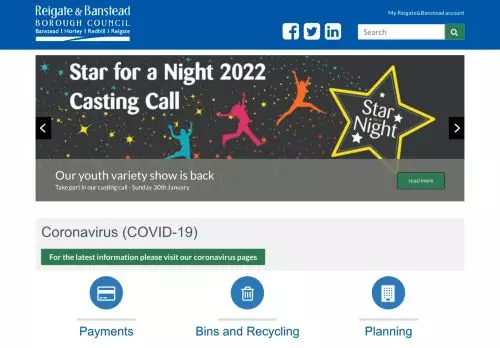 Reigate & Banstead
BOROUGH COUNCIL
Banstead | Horley | Redhill | Reigate
My Reigate&Banstead account
Search
Star for a Night 2022
Casting Call
Star
for a
Night
Our youth variety show is back
Take part in our casting call - Sunday 30th January
read more
Coronavirus (COVID-19)
For the latest information please visit our coronavirus pages
Payments
Bins and Recycling
Planning